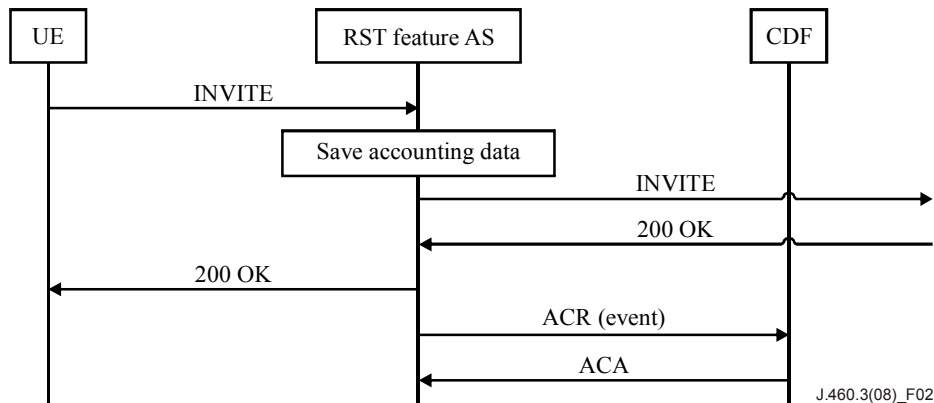 UE
RST feature AS
CDF
INVITE
Save accounting data
INVITE
200 OK
200 OK
ACR (event)
ACA
J.460.3(08)_F02